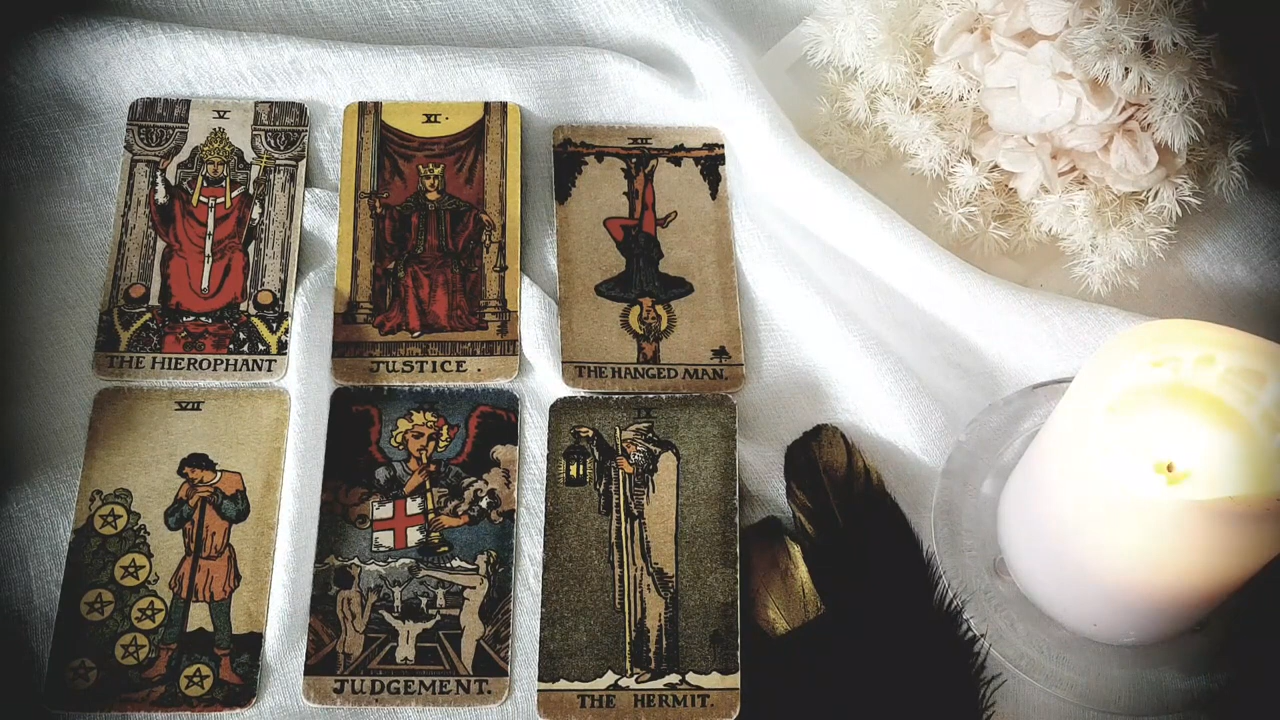 V
THE HIEROPHANT
XI.
JUSTICE.
XII
THE HANGED MAN.
VII
JUDGEMENT.
IX
THE HERMIT.